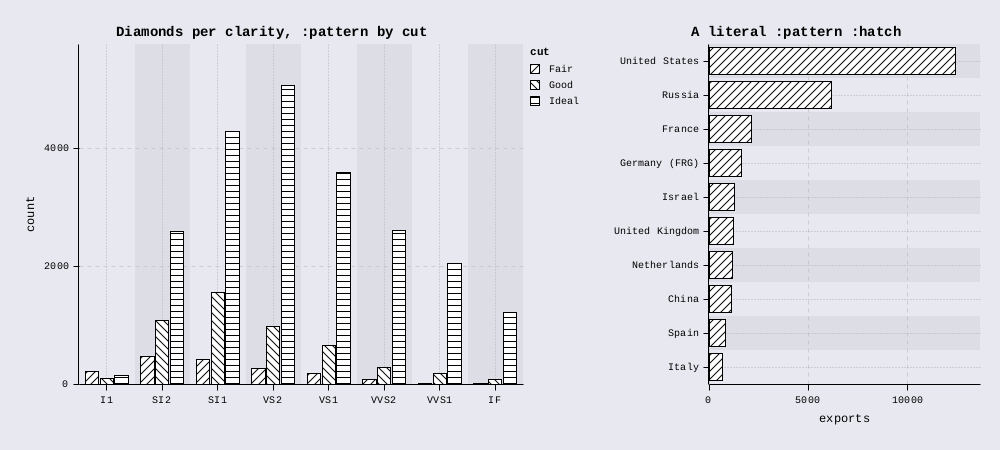 Diamonds per clarity, :pattern by cut
count
4000
2000
0
I1 SI2 SI1 VS2 VS1 VVS2 VVS1 IF
cut
Fair
Good
Ideal
A literal :pattern :hatch
United States
Russia
France
Germany (FRG)
Israel
United Kingdom
Netherlands
China
Spain
Italy
0 5000 10000
exports